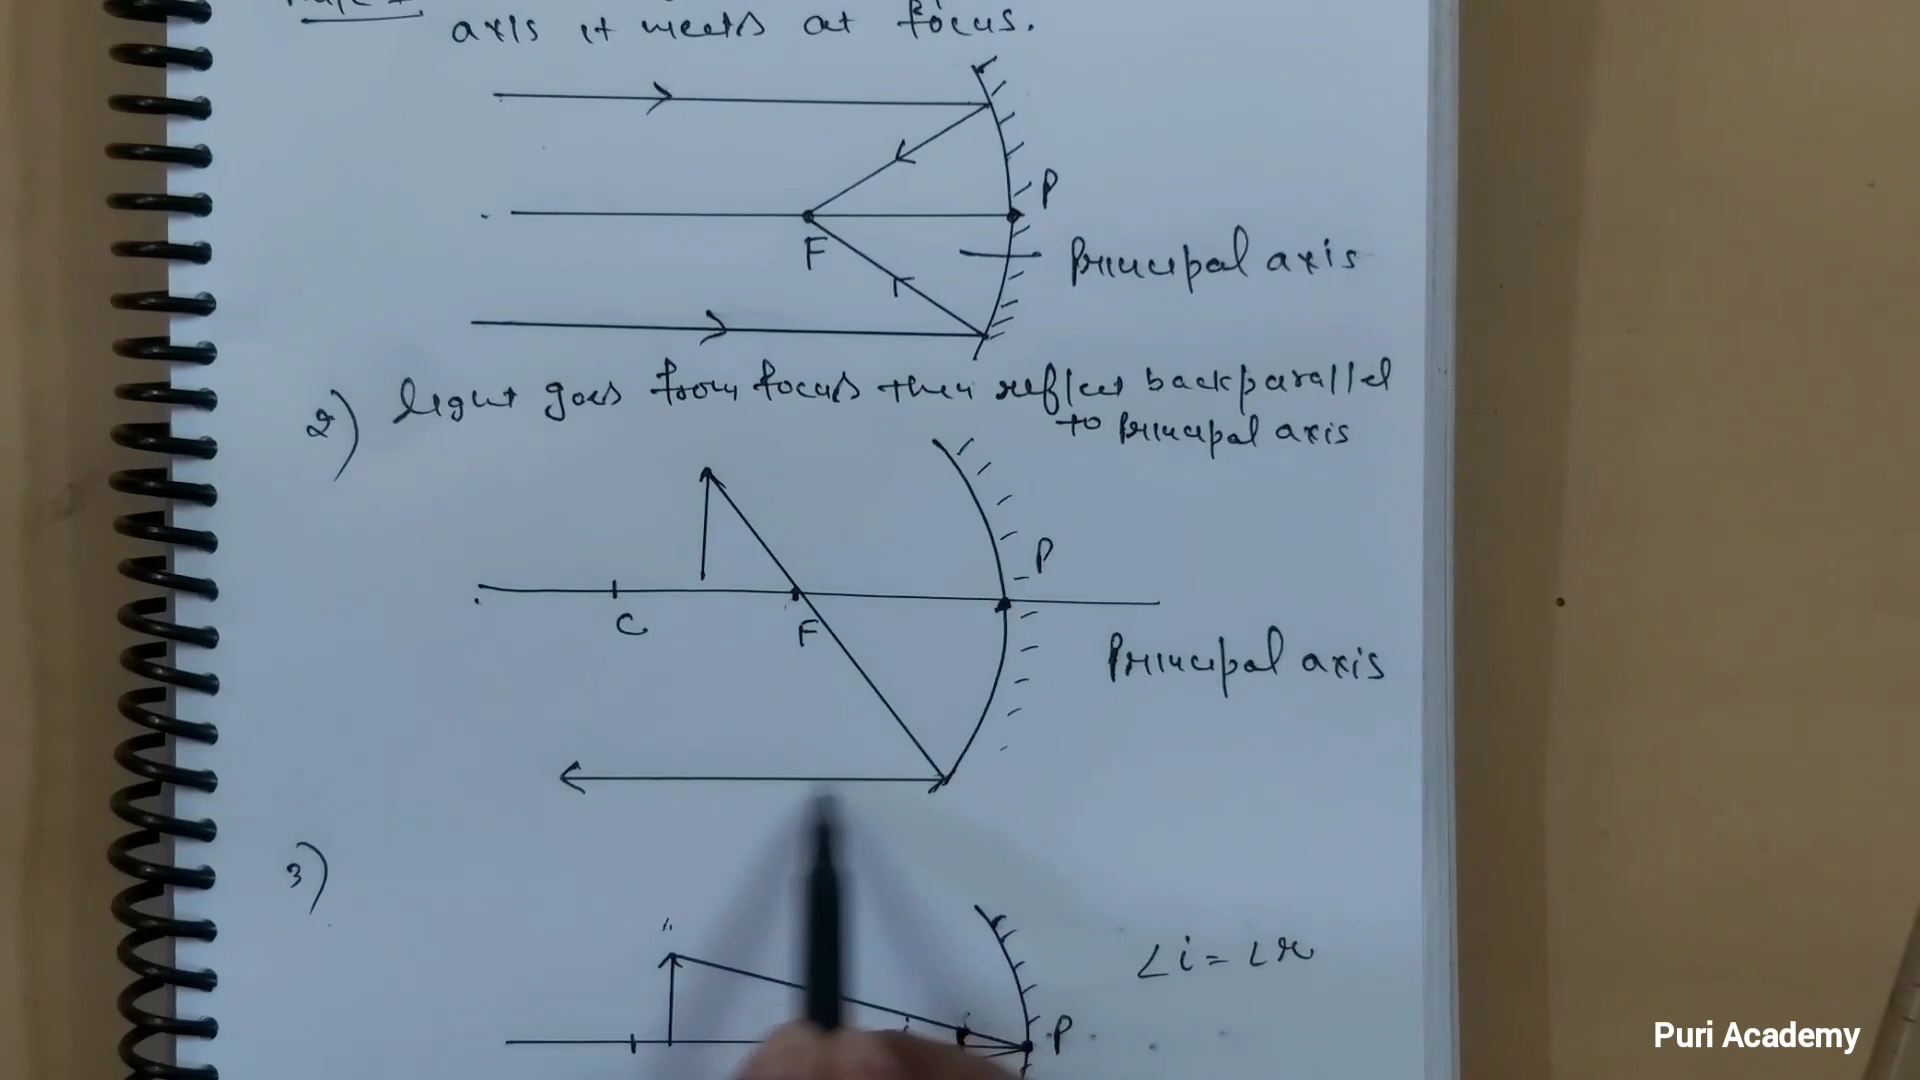 axis it meets at focus.
P
F
Principal axis
2) light goes from focus then reflect back parallel
to principal axis
P
C
F
Principal axis
3)
∠i = ∠r
i
P
Puri Academy